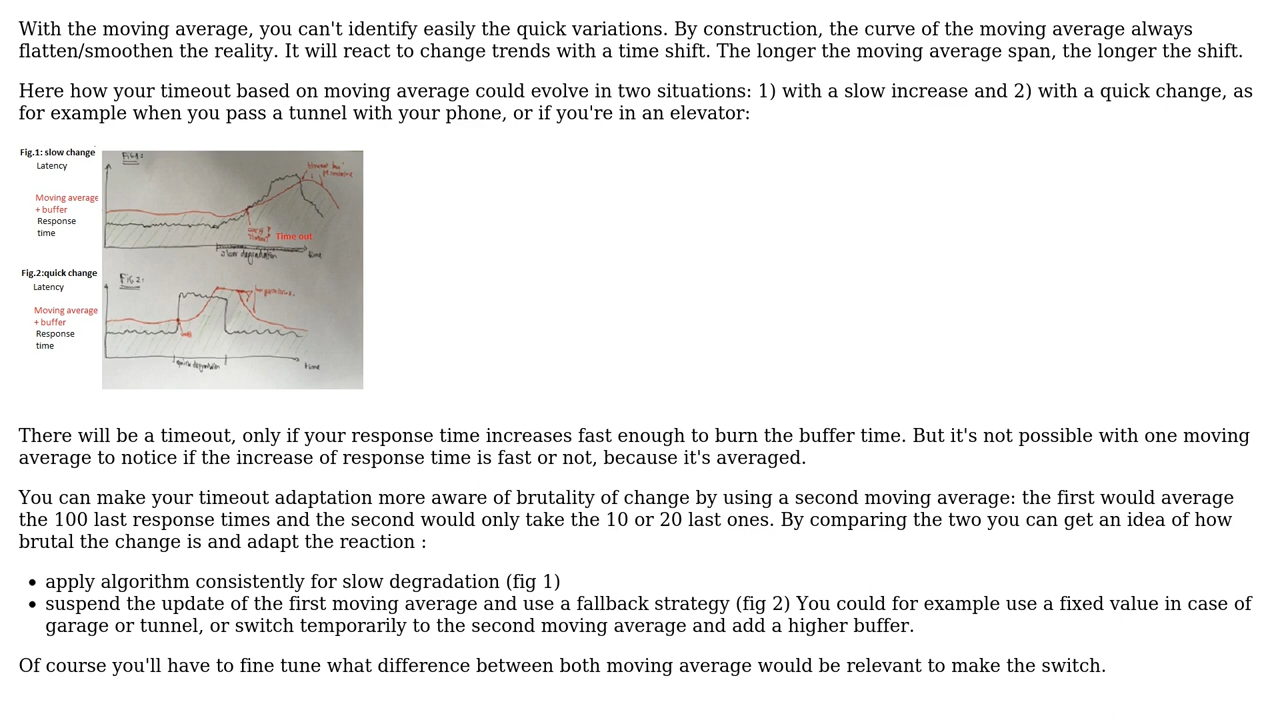 With the moving average, you can't identify easily the quick variations. By construction, the curve of the moving average always
flatten/smoothen the reality. It will react to change trends with a time shift. The longer the moving average span, the longer the shift.
Here how your timeout based on moving average could evolve in two situations: 1) with a slow increase and 2) with a quick change, as
for example when you pass a tunnel with your phone, or if you're in an elevator:
Fig.1: slow change
Fig1:
Latency
Moving average
+ buffer
Response
time
Time out
slow degradation
time
Fig.2:quick change
Fig 2:
Latency
Moving average
+ buffer
Response
time
quick degradation
time
There will be a timeout, only if your response time increases fast enough to burn the buffer time. But it's not possible with one moving
average to notice if the increase of response time is fast or not, because it's averaged.
You can make your timeout adaptation more aware of brutality of change by using a second moving average: the first would average
the 100 last response times and the second would only take the 10 or 20 last ones. By comparing the two you can get an idea of how
brutal the change is and adapt the reaction :
• apply algorithm consistently for slow degradation (fig 1)
• suspend the update of the first moving average and use a fallback strategy (fig 2) You could for example use a fixed value in case of
garage or tunnel, or switch temporarily to the second moving average and add a higher buffer.
Of course you'll have to fine tune what difference between both moving average would be relevant to make the switch.